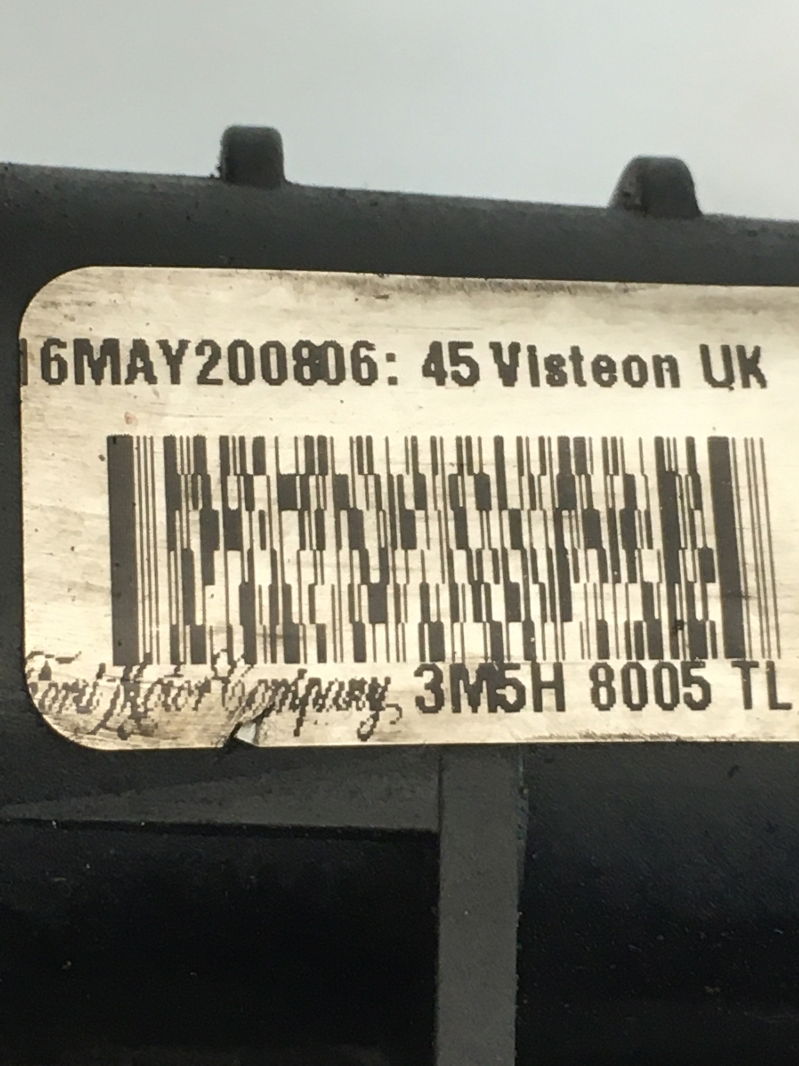 16MAY200806: 45 Visteon UK
Ford Motor Company, 3M5H 8005 TL